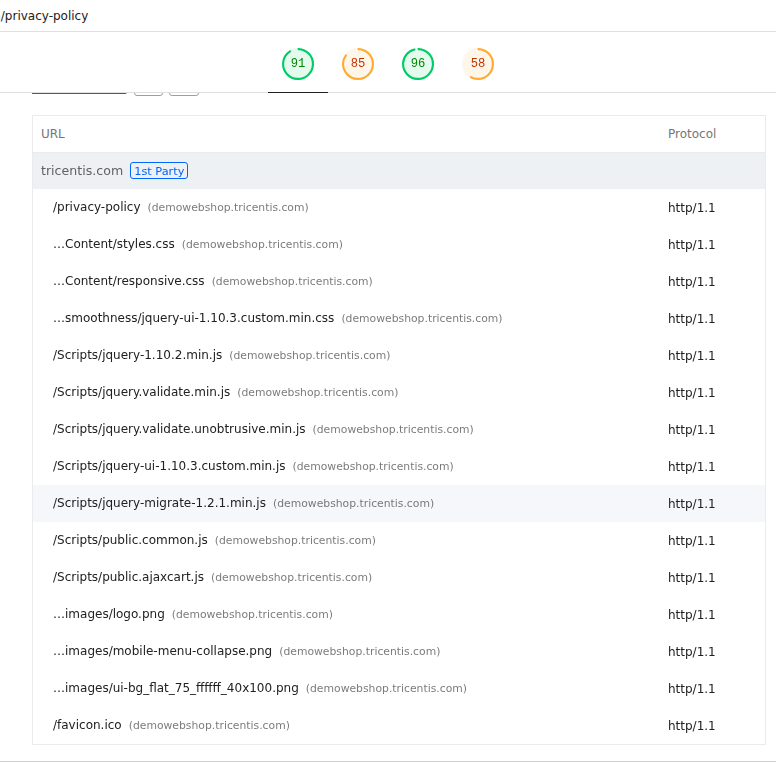 /privacy-policy
91 85 96 58
URL Protocol
tricentis.com 1st Party
/privacy-policy (demowebshop.tricentis.com) http/1.1
…Content/styles.css (demowebshop.tricentis.com) http/1.1
…Content/responsive.css (demowebshop.tricentis.com) http/1.1
…smoothness/jquery-ui-1.10.3.custom.min.css (demowebshop.tricentis.com) http/1.1
/Scripts/jquery-1.10.2.min.js (demowebshop.tricentis.com) http/1.1
/Scripts/jquery.validate.min.js (demowebshop.tricentis.com) http/1.1
/Scripts/jquery.validate.unobtrusive.min.js (demowebshop.tricentis.com) http/1.1
/Scripts/jquery-ui-1.10.3.custom.min.js (demowebshop.tricentis.com) http/1.1
/Scripts/jquery-migrate-1.2.1.min.js (demowebshop.tricentis.com) http/1.1
/Scripts/public.common.js (demowebshop.tricentis.com) http/1.1
/Scripts/public.ajaxcart.js (demowebshop.tricentis.com) http/1.1
…images/logo.png (demowebshop.tricentis.com) http/1.1
…images/mobile-menu-collapse.png (demowebshop.tricentis.com) http/1.1
…images/ui-bg_flat_75_ffffff_40x100.png (demowebshop.tricentis.com) http/1.1
/favicon.ico (demowebshop.tricentis.com) http/1.1